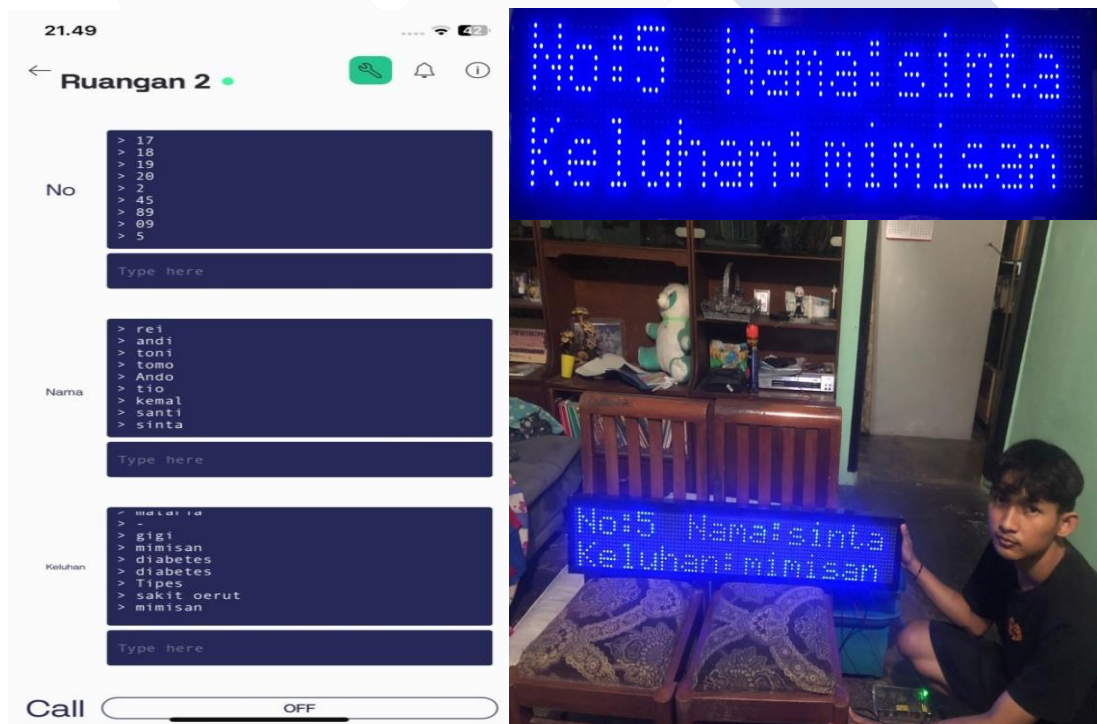 21.49
42
Ruangan 2
No
> 17
> 18
> 19
> 20
> 2
> 45
> 89
> 09
> 5
Type here
Nama
> rei
> andi
> toni
> tomo
> Ando
> tio
> kemal
> santi
> sinta
Type here
Keluhan
> malaria
> -
> gigi
> mimisan
> diabetes
> diabetes
> Tipes
> sakit oerut
> mimisan
Type here
Call
OFF
No:5 Nama:sinta
Keluhan:mimisan
No:5 Nama:sinta
Keluhan:mimisan